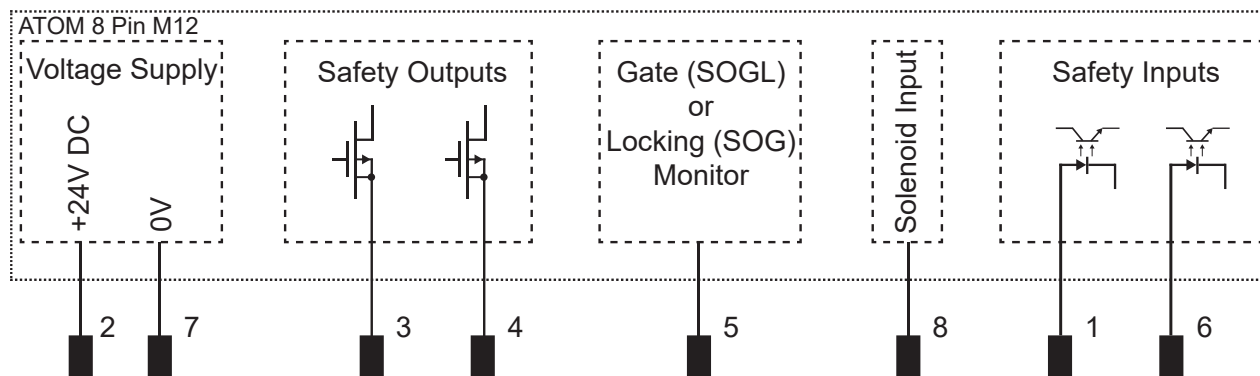 ATOM 8 Pin M12
Voltage Supply
+24V DC
0V
Safety Outputs
Gate (SOGL)
or
Locking (SOG)
Monitor
Solenoid Input
Safety Inputs
2
7
3
4
5
8
1
6